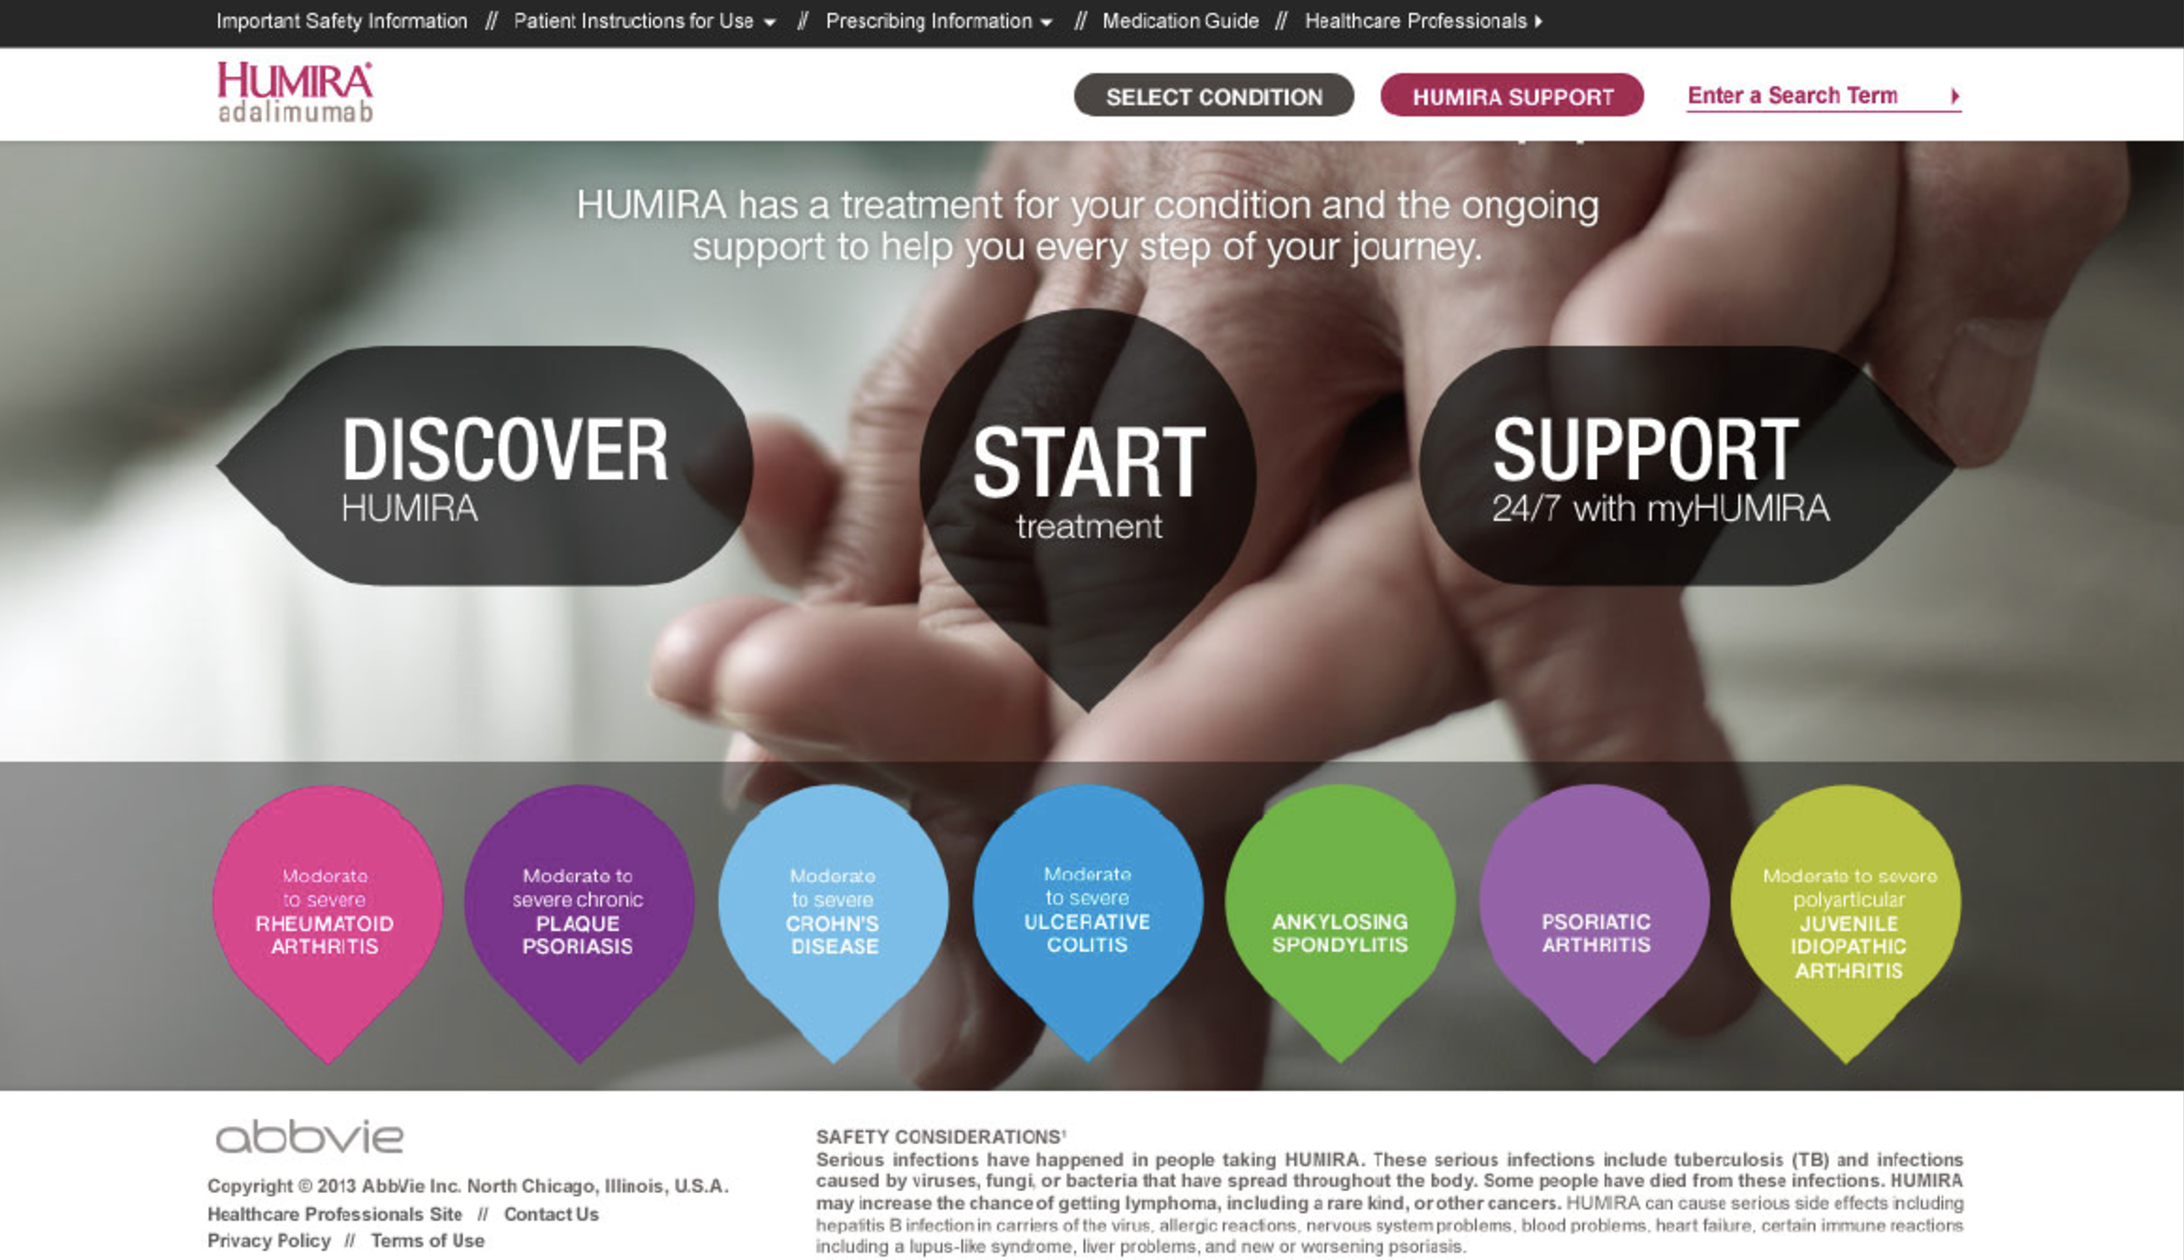 Important Safety Information // Patient Instructions for Use // Prescribing Information // Medication Guide // Healthcare Professionals
HUMIRA®
adalimumab
SELECT CONDITION
HUMIRA SUPPORT
Enter a Search Term
HUMIRA has a treatment for your condition and the ongoing
support to help you every step of your journey.
DISCOVER
HUMIRA
START
treatment
SUPPORT
24/7 with myHUMIRA
Moderate
to severe
RHEUMATOID
ARTHRITIS
Moderate to
severe chronic
PLAQUE
PSORIASIS
Moderate
to severe
CROHN'S
DISEASE
Moderate
to severe
ULCERATIVE
COLITIS
ANKYLOSING
SPONDYLITIS
PSORIATIC
ARTHRITIS
Moderate to severe
polyarticular
JUVENILE
IDIOPATHIC
ARTHRITIS
abbvie
Copyright © 2013 AbbVie Inc. North Chicago, Illinois, U.S.A.
Healthcare Professionals Site // Contact Us
Privacy Policy // Terms of Use
SAFETY CONSIDERATIONS¹
Serious infections have happened in people taking HUMIRA. These serious infections include tuberculosis (TB) and infections
caused by viruses, fungi, or bacteria that have spread throughout the body. Some people have died from these infections. HUMIRA
may increase the chance of getting lymphoma, including a rare kind, or other cancers. HUMIRA can cause serious side effects including
hepatitis B infection in carriers of the virus, allergic reactions, nervous system problems, blood problems, heart failure, certain immune reactions
including a lupus-like syndrome, liver problems, and new or worsening psoriasis.